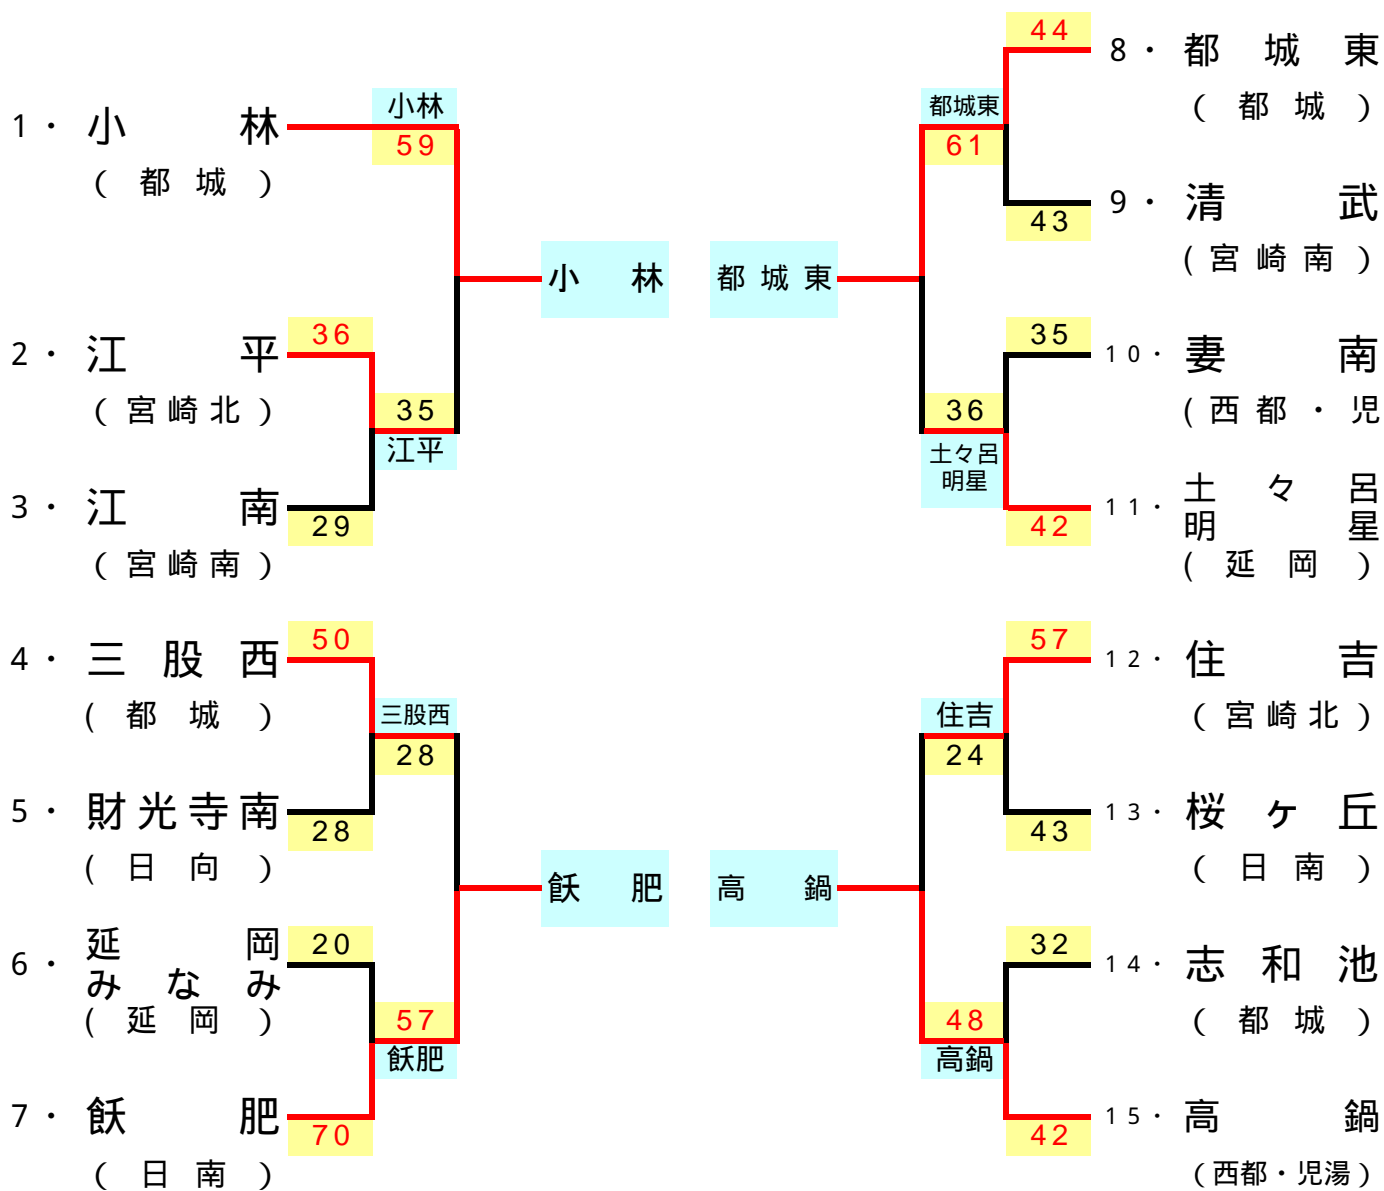 1・小林
(都城)
小林
59
2・江平
(宮崎北)
36
35
江平
3・江南
(宮崎南)
29
小林
4・三股西
(都城)
50
三股西
28
5・財光寺南
(日向)
28
6・延岡
みなみ
(延岡)
20
57
飫肥
7・飫肥
(日南)
70
飫肥
都城東
44
8・都城東
(都城)
都城東
61
43
9・清武
(宮崎南)
35
10・妻南
(西都・児
36
土々呂
明星
42
11・土々呂
明星
(延岡)
高鍋
57
12・住吉
(宮崎北)
住吉
24
43
13・桜ヶ丘
(日南)
32
14・志和池
(都城)
48
高鍋
42
15・高鍋
(西都・児湯)